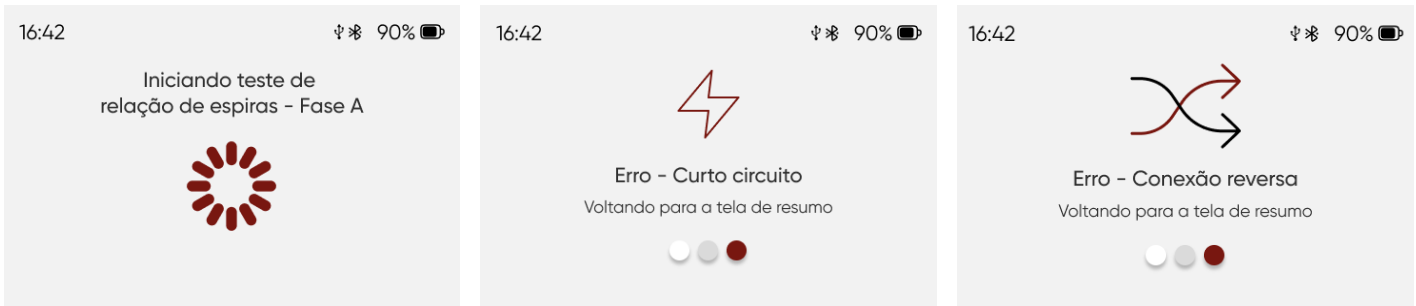 16:42 90%
Iniciando teste de
relação de espiras - Fase A
16:42 90%
Erro - Curto circuito
Voltando para a tela de resumo
16:42 90%
Erro - Conexão reversa
Voltando para a tela de resumo